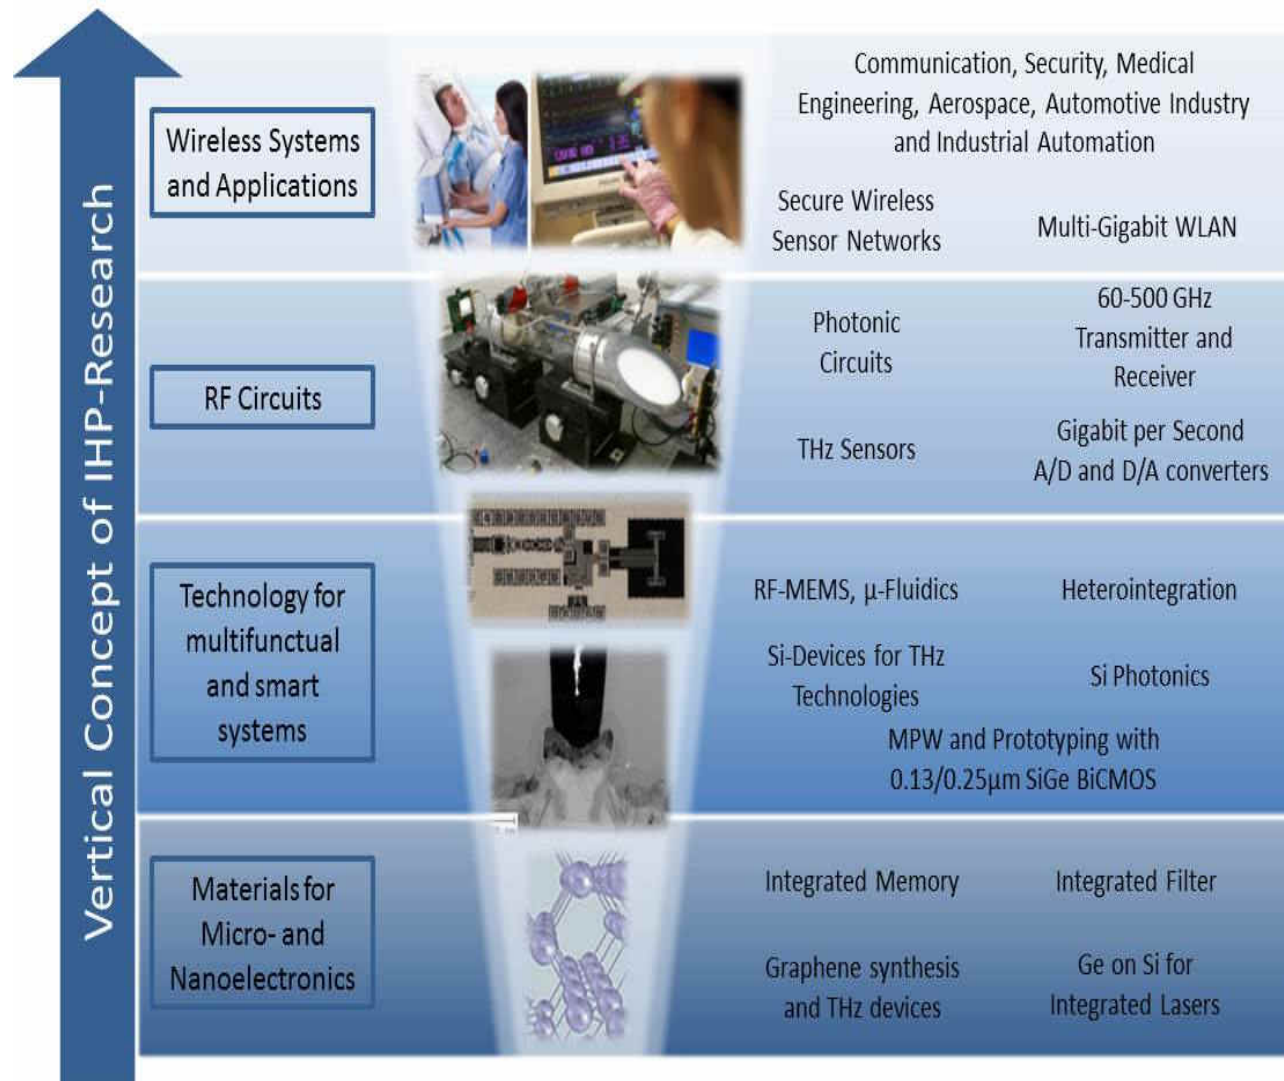 Vertical Concept of IHP-Research
Wireless Systems
and Applications
Communication, Security, Medical
Engineering, Aerospace, Automotive Industry
and Industrial Automation
Secure Wireless
Sensor Networks
Multi-Gigabit WLAN
RF Circuits
Photonic
Circuits
60-500 GHz
Transmitter and
Receiver
THz Sensors
Gigabit per Second
A/D and D/A converters
Technology for
multifunctual
and smart
systems
RF-MEMS, µ-Fluidics
Heterointegration
Si-Devices for THz
Technologies
Si Photonics
MPW and Prototyping with
0.13/0.25µm SiGe BiCMOS
Materials for
Micro- and
Nanoelectronics
Integrated Memory
Integrated Filter
Graphene synthesis
and THz devices
Ge on Si for
Integrated Lasers